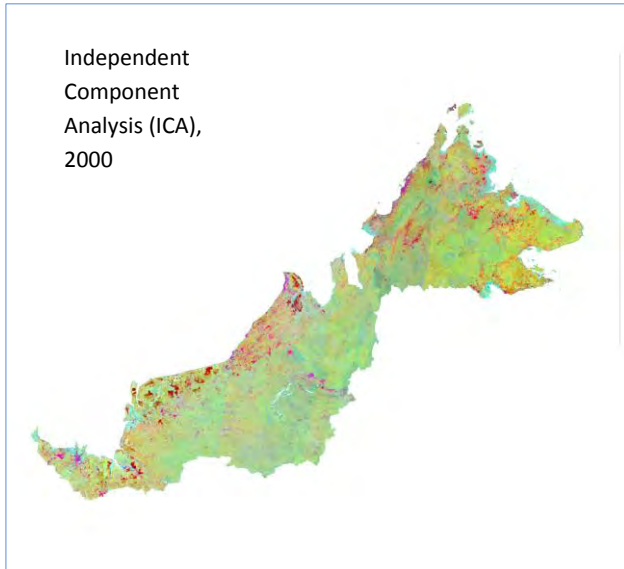 Independent
Component
Analysis (ICA),
2000